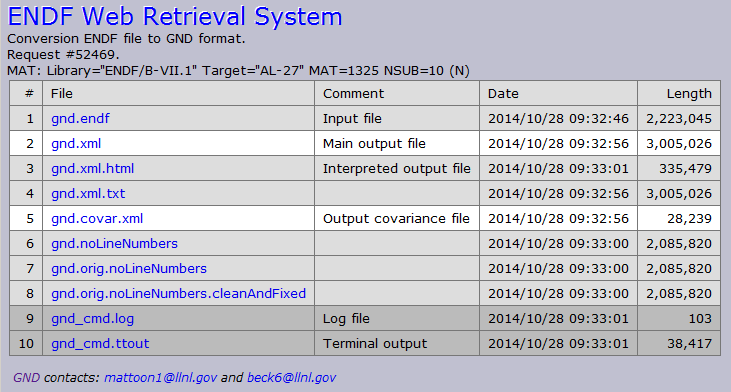 ENDF Web Retrieval System
Conversion ENDF file to GND format.
Request #52469.
MAT: Library="ENDF/B-VII.1" Target="AL-27" MAT=1325 NSUB=10 (N)
# File Comment Date Length
1 gnd.endf Input file 2014/10/28 09:32:46 2,223,045
2 gnd.xml Main output file 2014/10/28 09:32:56 3,005,026
3 gnd.xml.html Interpreted output file 2014/10/28 09:33:01 335,479
4 gnd.xml.txt 2014/10/28 09:32:56 3,005,026
5 gnd.covar.xml Output covariance file 2014/10/28 09:32:56 28,239
6 gnd.noLineNumbers 2014/10/28 09:33:00 2,085,820
7 gnd.orig.noLineNumbers 2014/10/28 09:33:00 2,085,820
8 gnd.orig.noLineNumbers.cleanAndFixed 2014/10/28 09:33:00 2,085,820
9 gnd_cmd.log Log file 2014/10/28 09:33:01 103
10 gnd_cmd.ttout Terminal output 2014/10/28 09:33:01 38,417
GND contacts: mattoon1@llnl.gov and beck6@llnl.gov